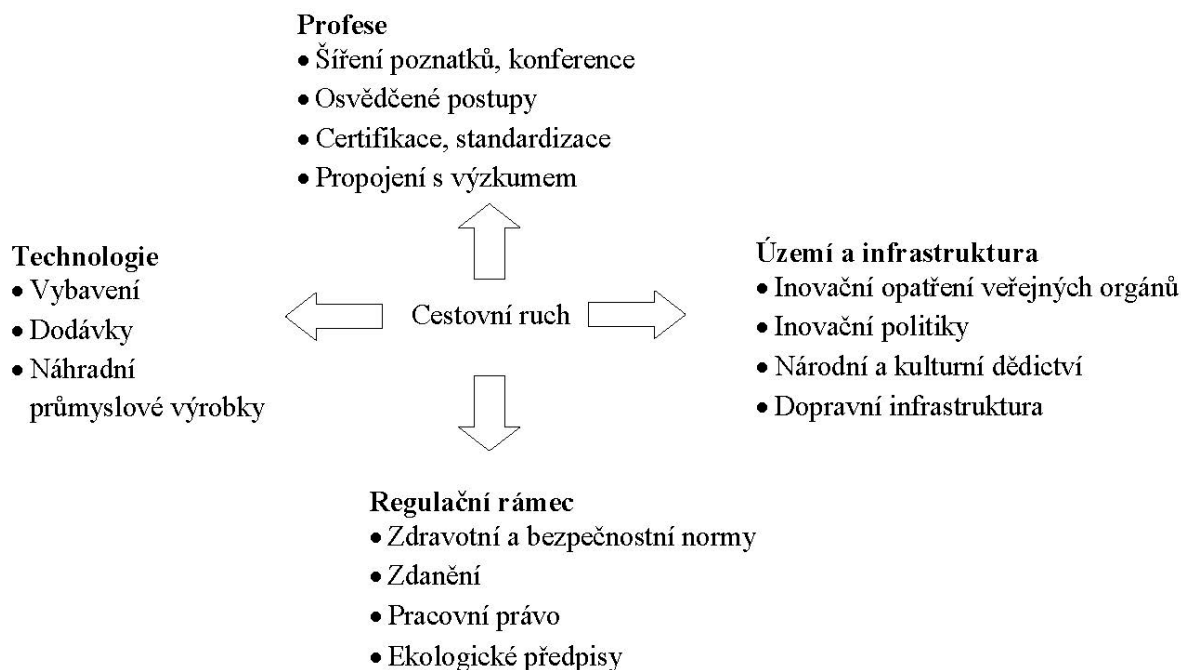 Profese
• Šíření poznatků, konference
• Osvědčené postupy
• Certifikace, standardizace
• Propojení s výzkumem
Technologie
• Vybavení
• Dodávky
• Náhradní
průmyslové výrobky
Cestovní ruch
Území a infrastruktura
• Inovační opatření veřejných orgánů
• Inovační politiky
• Národní a kulturní dědictví
• Dopravní infrastruktura
Regulační rámec
• Zdravotní a bezpečnostní normy
• Zdanění
• Pracovní právo
• Ekologické předpisy